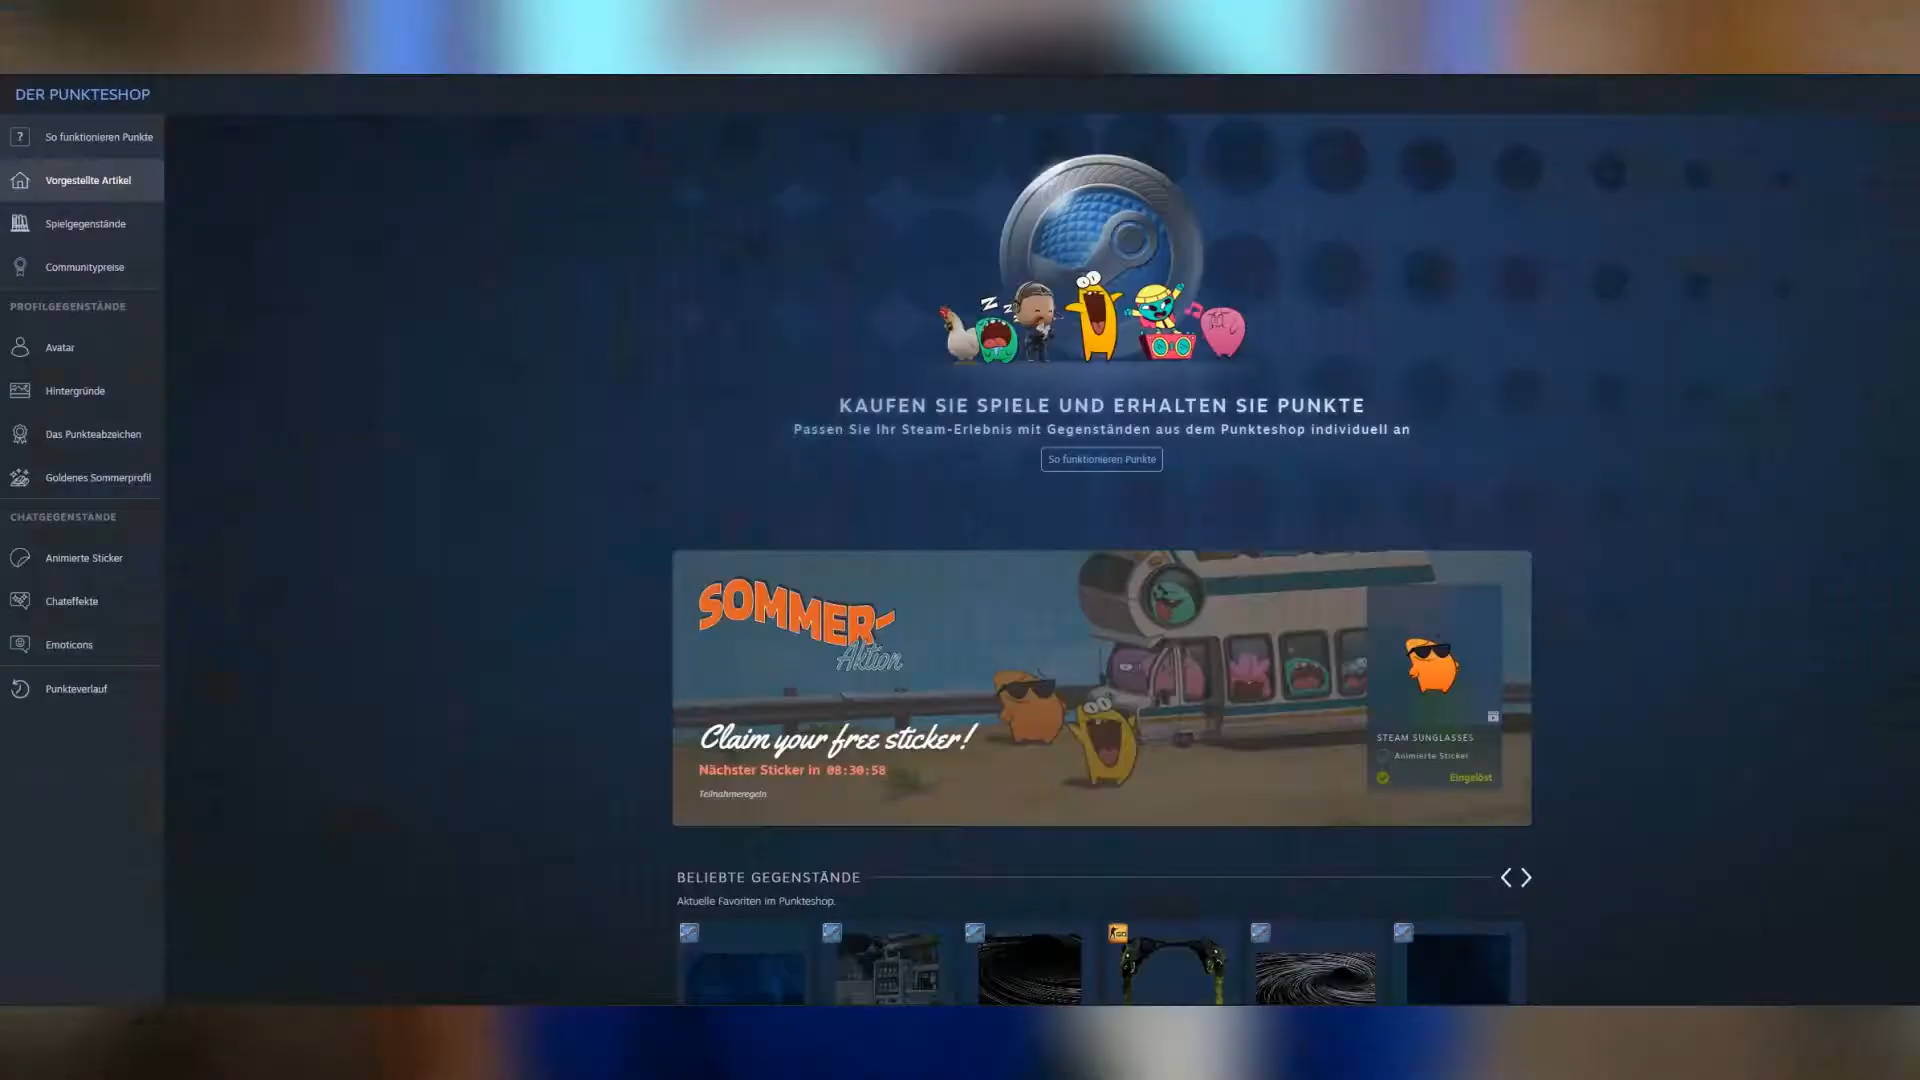 DER PUNKTESHOP
? So funktionieren Punkte
Vorgestellte Artikel
Spielgegenstände
Communitypreise
PROFILGEGENSTÄNDE
Avatar
Hintergründe
Das Punkteabzeichen
Goldenes Sommerprofil
CHATGEGENSTÄNDE
Animierte Sticker
Chateffekte
Emoticons
Punkteverlauf
Z Z
KAUFEN SIE SPIELE UND ERHALTEN SIE PUNKTE
Passen Sie Ihr Steam-Erlebnis mit Gegenständen aus dem Punkteshop individuell an
So funktionieren Punkte
SOMMER-
Aktion
Claim your free sticker!
Nächster Sticker in 08:30:58
Teilnahmeregeln
STEAM SUNGLASSES
Animierte Sticker
Eingelöst
BELIEBTE GEGENSTÄNDE
Aktuelle Favoriten im Punkteshop.
GO